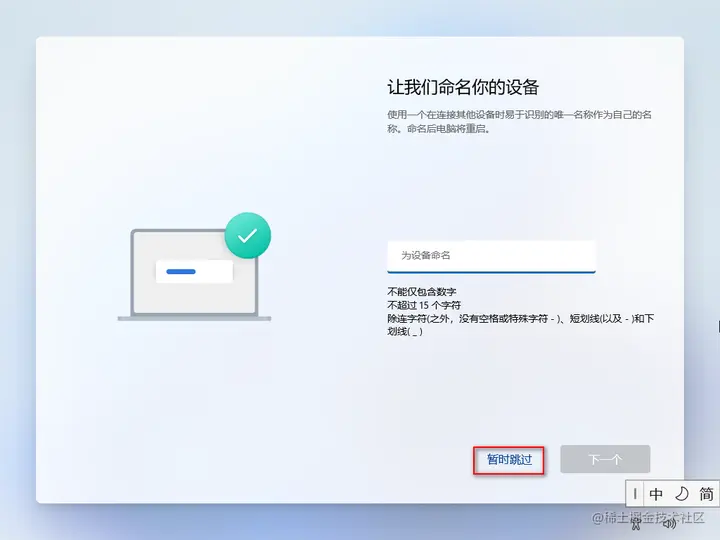 让我们命名你的设备
使用一个在连接其他设备时易于识别的唯一名称作为自己的名
称。命名后电脑将重启。
为设备命名
不能仅包含数字
不超过 15 个字符
除连字符(之外，没有空格或特殊字符 - )、短划线(以及 - )和下
划线( _ )
暂时跳过
下一个
中
简
@稀土掘金技术社区